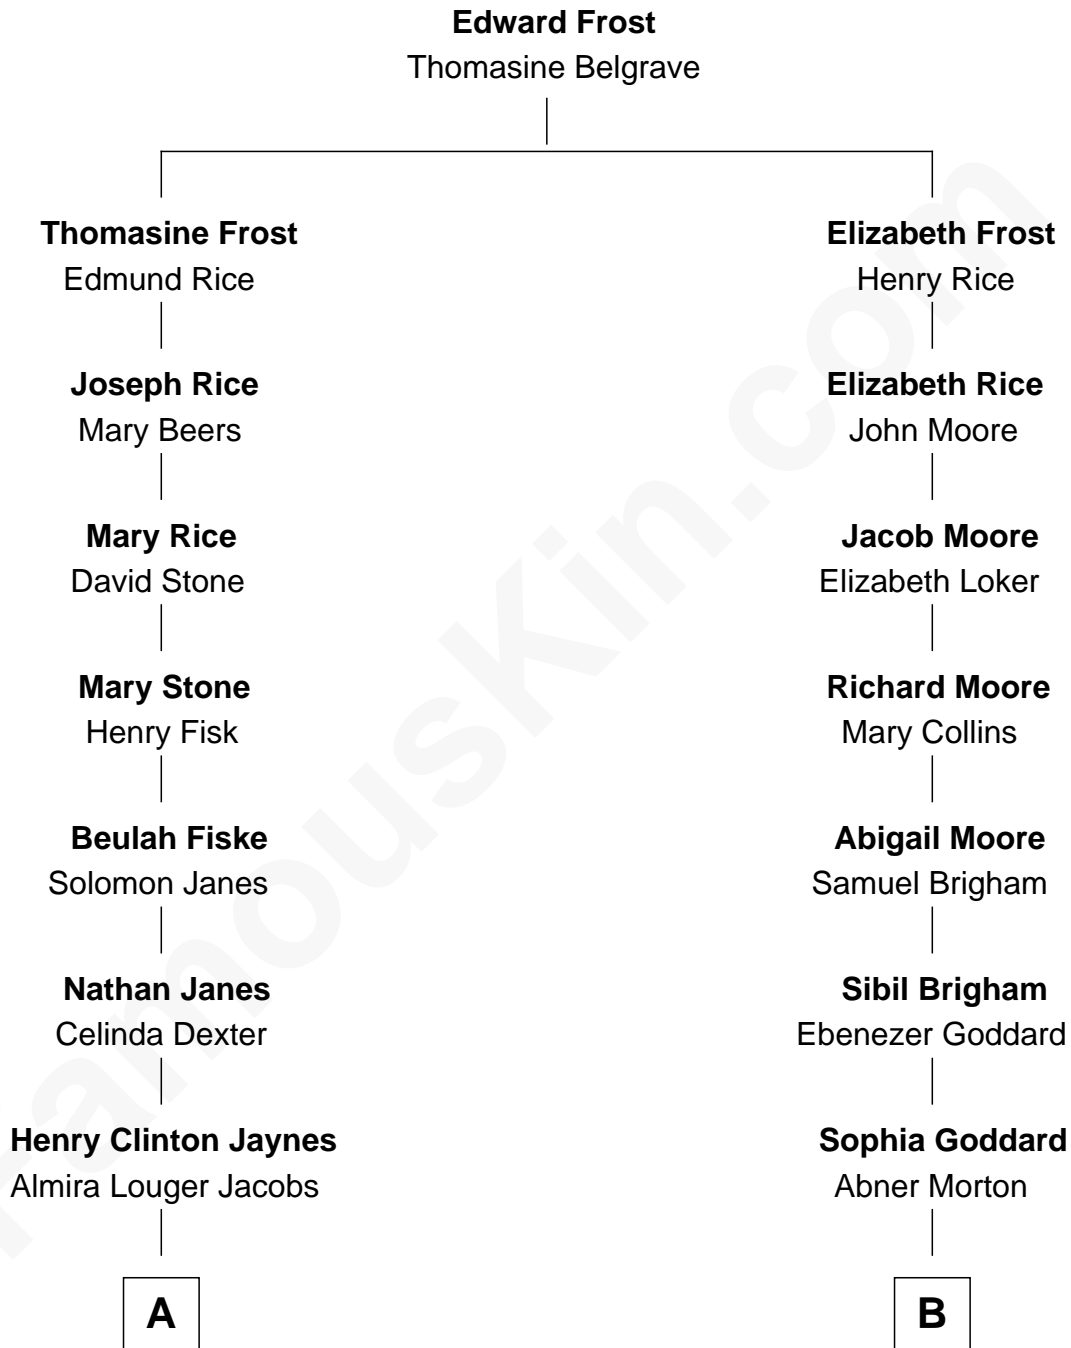 Edward Frost
Thomasine Belgrave
Thomasine Frost
Edmund Rice
Elizabeth Frost
Henry Rice
Joseph Rice
Mary Beers
Elizabeth Rice
John Moore
Mary Rice
David Stone
Jacob Moore
Elizabeth Loker
Mary Stone
Henry Fisk
Richard Moore
Mary Collins
Beulah Fiske
Solomon Janes
Abigail Moore
Samuel Brigham
Nathan Janes
Celinda Dexter
Sibil Brigham
Ebenezer Goddard
Henry Clinton Jaynes
Almira Louger Jacobs
Sophia Goddard
Abner Morton
A
B
FamousKin.com